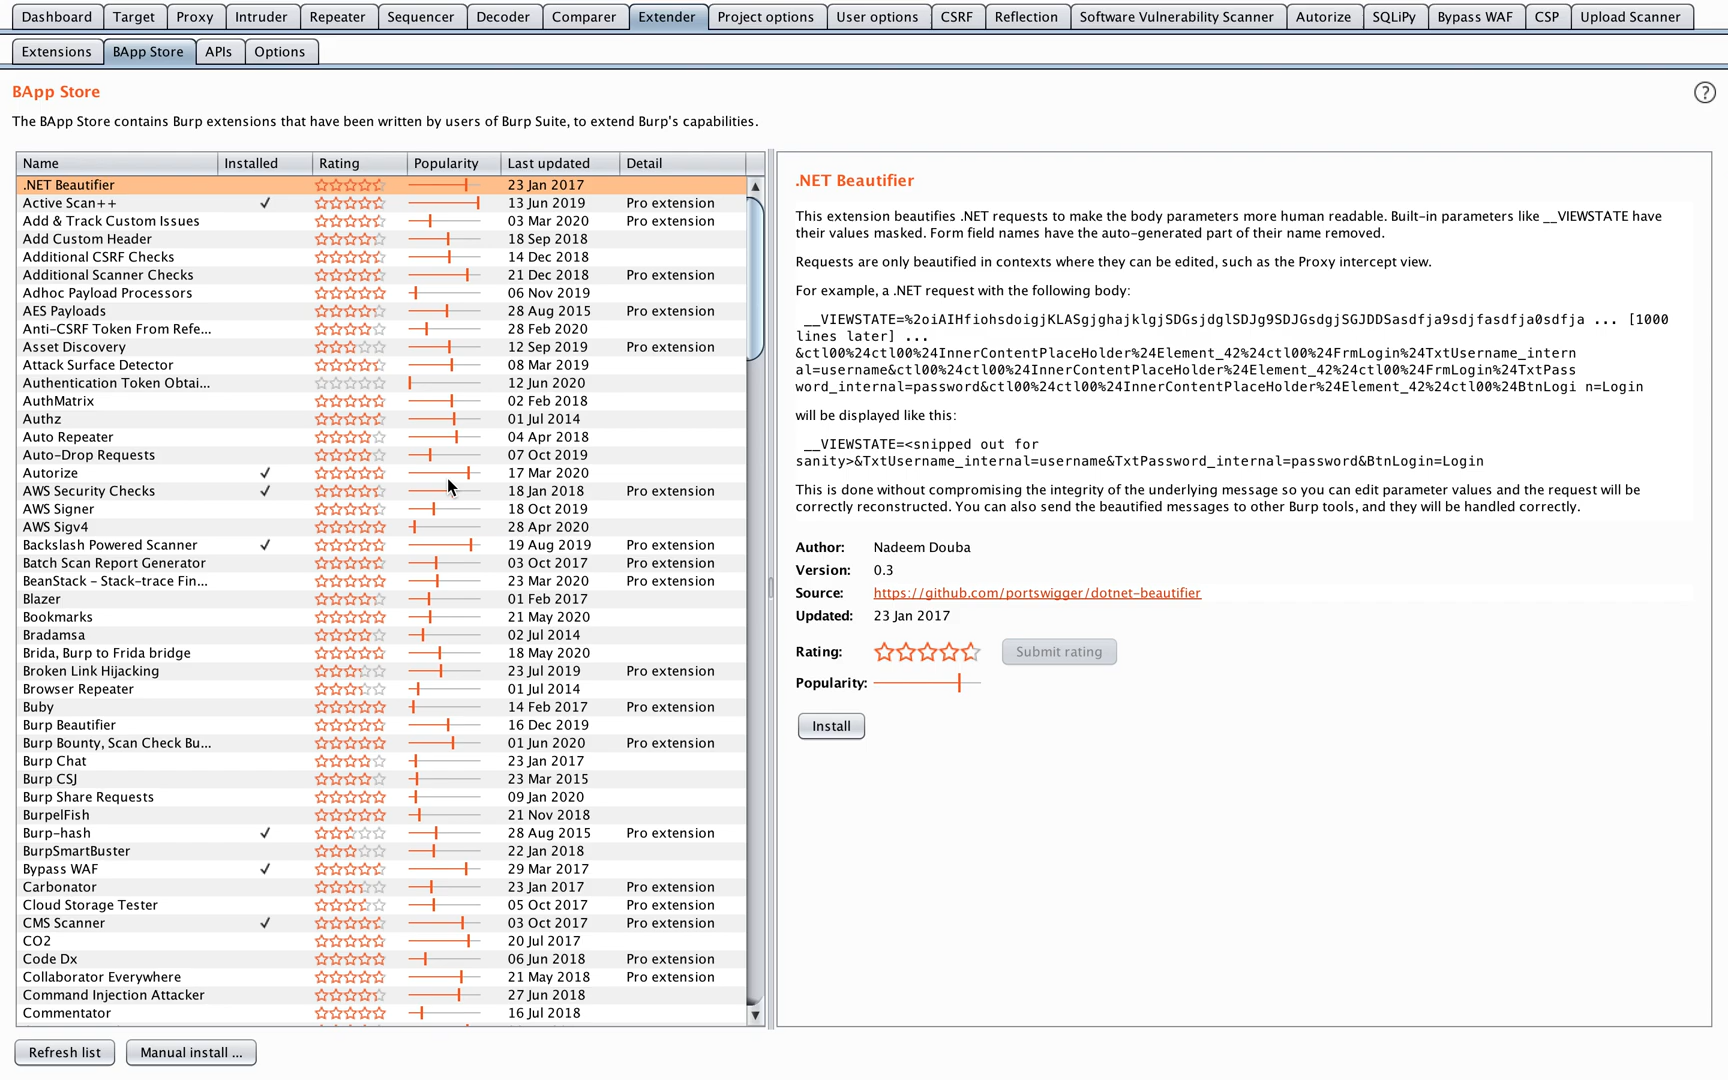 Dashboard Target Proxy Intruder Repeater Sequencer Decoder Comparer Extender Project options User options CSRF Reflection Software Vulnerability Scanner Autorize SQLiPy Bypass WAF CSP Upload Scanner
Extensions BApp Store APIs Options
BApp Store
?
The BApp Store contains Burp extensions that have been written by users of Burp Suite, to extend Burp's capabilities.
Name Installed Rating Popularity Last updated Detail
.NET Beautifier 23 Jan 2017
Active Scan++ ✓ 13 Jun 2019 Pro extension
Add & Track Custom Issues 03 Mar 2020 Pro extension
Add Custom Header 18 Sep 2018
Additional CSRF Checks 14 Dec 2018
Additional Scanner Checks 21 Dec 2018 Pro extension
Adhoc Payload Processors 06 Nov 2019
AES Payloads 28 Aug 2015 Pro extension
Anti-CSRF Token From Refe... 28 Feb 2020
Asset Discovery 12 Sep 2019 Pro extension
Attack Surface Detector 08 Mar 2019
Authentication Token Obtai... 12 Jun 2020
AuthMatrix 02 Feb 2018
Authz 01 Jul 2014
Auto Repeater 04 Apr 2018
Auto-Drop Requests 07 Oct 2019
Autorize ✓ 17 Mar 2020
AWS Security Checks ✓ 18 Jan 2018 Pro extension
AWS Signer 18 Oct 2019
AWS Sigv4 28 Apr 2020
Backslash Powered Scanner ✓ 19 Aug 2019 Pro extension
Batch Scan Report Generator 03 Oct 2017 Pro extension
BeanStack - Stack-trace Fin... 23 Mar 2020 Pro extension
Blazer 01 Feb 2017
Bookmarks 21 May 2020
Bradamsa 02 Jul 2014
Brida, Burp to Frida bridge 18 May 2020
Broken Link Hijacking 23 Jul 2019 Pro extension
Browser Repeater 01 Jul 2014
Buby 14 Feb 2017 Pro extension
Burp Beautifier 16 Dec 2019
Burp Bounty, Scan Check Bu... 01 Jun 2020 Pro extension
Burp Chat 23 Jan 2017
Burp CSJ 23 Mar 2015
Burp Share Requests 09 Jan 2020
BurpelFish 21 Nov 2018
Burp-hash ✓ 28 Aug 2015 Pro extension
BurpSmartBuster 22 Jan 2018
Bypass WAF ✓ 29 Mar 2017
Carbonator 23 Jan 2017 Pro extension
Cloud Storage Tester 05 Oct 2017 Pro extension
CMS Scanner ✓ 03 Oct 2017 Pro extension
CO2 20 Jul 2017
Code Dx 06 Jun 2018 Pro extension
Collaborator Everywhere 21 May 2018 Pro extension
Command Injection Attacker 27 Jun 2018
Commentator 16 Jul 2018
Refresh list Manual install ...
.NET Beautifier
This extension beautifies .NET requests to make the body parameters more human readable. Built-in parameters like __VIEWSTATE have
their values masked. Form field names have the auto-generated part of their name removed.
Requests are only beautified in contexts where they can be edited, such as the Proxy intercept view.
For example, a .NET request with the following body:
__VIEWSTATE=%2oiAIHfiohsdoigjKLASgjghajklgjSDGsjdglSDJg9SDJGsdgjSGJDDSasdfja9sdjfasdfja0sdfja ... [1000
lines later] ...
&ctl00%24ctl00%24InnerContentPlaceHolder%24Element_42%24ctl00%24FrmLogin%24TxtUsername_intern
al=username&ctl00%24ctl00%24InnerContentPlaceHolder%24Element_42%24ctl00%24FrmLogin%24TxtPass
word_internal=password&ctl00%24ctl00%24InnerContentPlaceHolder%24Element_42%24ctl00%24BtnLogi n=Login
will be displayed like this:
__VIEWSTATE=<snipped out for
sanity>&TxtUsername_internal=username&TxtPassword_internal=password&BtnLogin=Login
This is done without compromising the integrity of the underlying message so you can edit parameter values and the request will be
correctly reconstructed. You can also send the beautified messages to other Burp tools, and they will be handled correctly.
Author: Nadeem Douba
Version: 0.3
Source: https://github.com/portswigger/dotnet-beautifier
Updated: 23 Jan 2017
Rating: Submit rating
Popularity:
Install